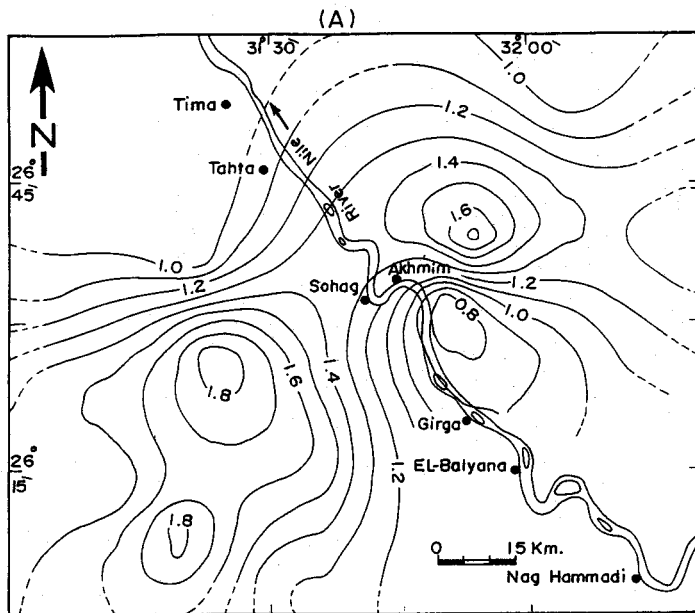 (A)
31° 30
32° 00
N
1.0
Tima
1.2
Nile
River
1.4
Tahta
26° 45
1.6
1.0
Akhmim
1.2
1.2
Sohag
0.8
1.0
1.4
1.6
1.8
Girga
26° 15
EL-Balyana
1.2
1.8
0 15 Km.
Nag Hammadi